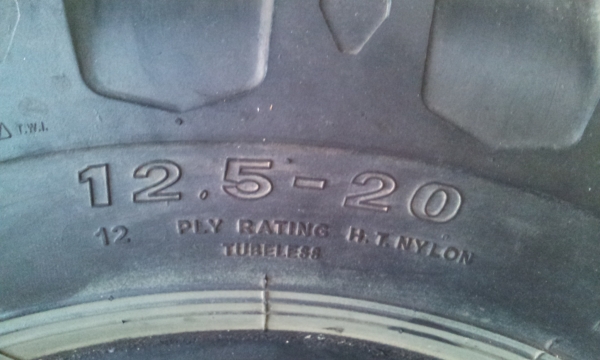 △ T.W.I.
12.5-20
12 PLY RATING H.T. NYLON
TUBELESS